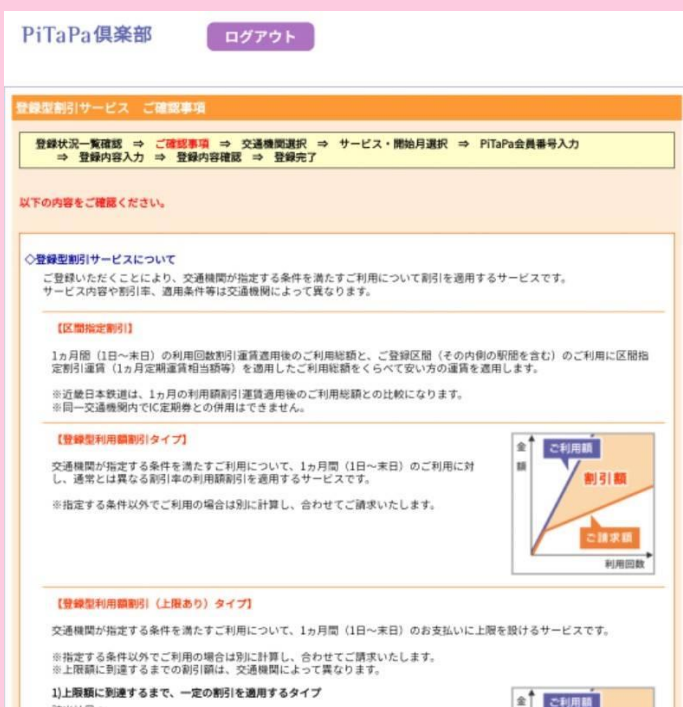 PiTaPa倶楽部
ログアウト
登録型割引サービス　ご確認事項
登録状況一覧確認 ⇒ ご確認事項 ⇒ 交通機関選択 ⇒ サービス・開始月選択 ⇒ PiTaPa会員番号入力
⇒ 登録内容入力 ⇒ 登録内容確認 ⇒ 登録完了
以下の内容をご確認ください。
◇登録型割引サービスについて
ご登録いただくことにより、交通機関が指定する条件を満たすご利用について割引を適用するサービスです。
サービス内容や割引率、適用条件等は交通機関によって異なります。
【区間指定割引】
1ヵ月間（1日～末日）の利用回数割引運賃適用後のご利用総額と、ご登録区間（その内側の駅間を含む）のご利用に区間指
定割引運賃（1ヵ月定期運賃相当額等）を適用したご利用総額をくらべて安い方の運賃を適用します。
※近畿日本鉄道は、1ヶ月の利用額割引運賃適用後のご利用総額との比較になります。
※同一交通機関内でIC定期券との併用はできません。
【登録型利用額割引タイプ】
交通機関が指定する条件を満たすご利用について、1ヵ月間（1日～末日）のご利用に対
し、通常とは異なる割引率の利用額割引を適用するサービスです。
※指定する条件以外でご利用の場合は別に計算し、合わせてご請求いたします。
金額
ご利用額
割引額
ご請求額
利用回数
【登録型利用額割引（上限あり）タイプ】
交通機関が指定する条件を満たすご利用について、1ヵ月間（1日～末日）のお支払いに上限を設けるサービスです。
※指定する条件以外でご利用の場合は別に計算し、合わせてご請求いたします。
※上限額に到達するまでの割引額は、交通機関によって異なります。
1)上限額に到達するまで、一定の割引を適用するタイプ
金
ご利用額